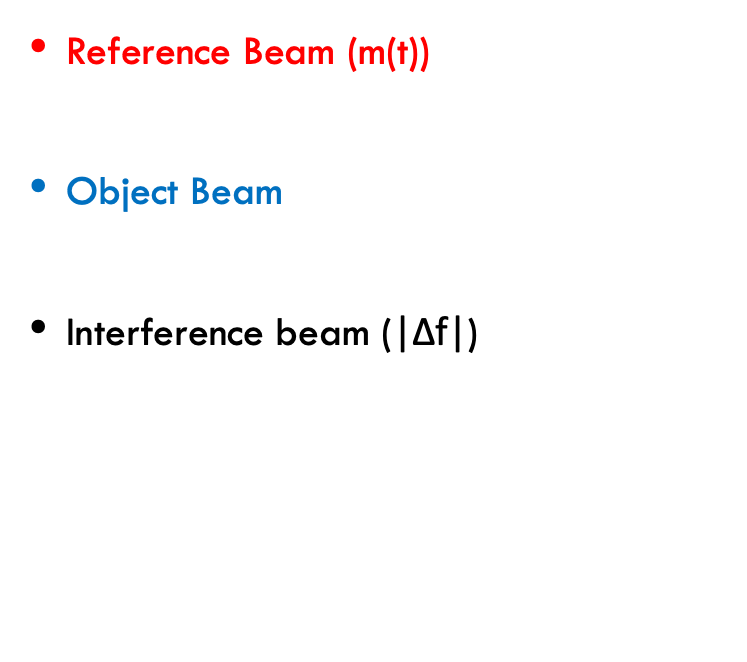 • Reference Beam (m(t))
• Object Beam
• Interference beam (|Δf|)